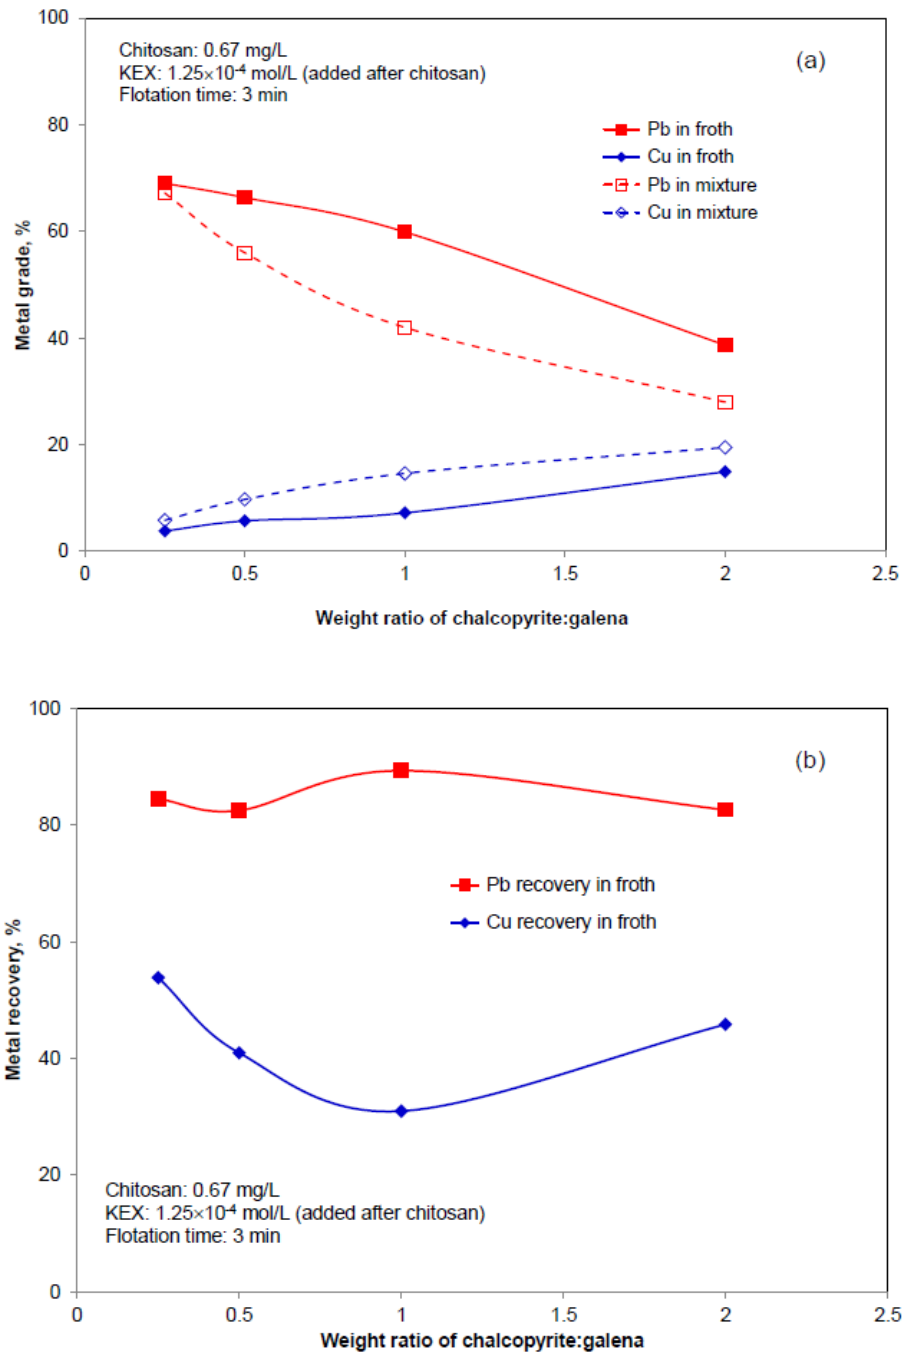 100
Chitosan: 0.67 mg/L
KEX: 1.25×10⁻⁴ mol/L (added after chitosan)
Flotation time: 3 min
(a)
80
Pb in froth
Cu in froth
Pb in mixture
Cu in mixture
60
Metal grade, %
40
20
0
0 0.5 1 1.5 2 2.5
Weight ratio of chalcopyrite:galena
100
(b)
80
Pb recovery in froth
Cu recovery in froth
60
Metal recovery, %
40
20
Chitosan: 0.67 mg/L
KEX: 1.25×10⁻⁴ mol/L (added after chitosan)
Flotation time: 3 min
0
0 0.5 1 1.5 2 2.5
Weight ratio of chalcopyrite:galena